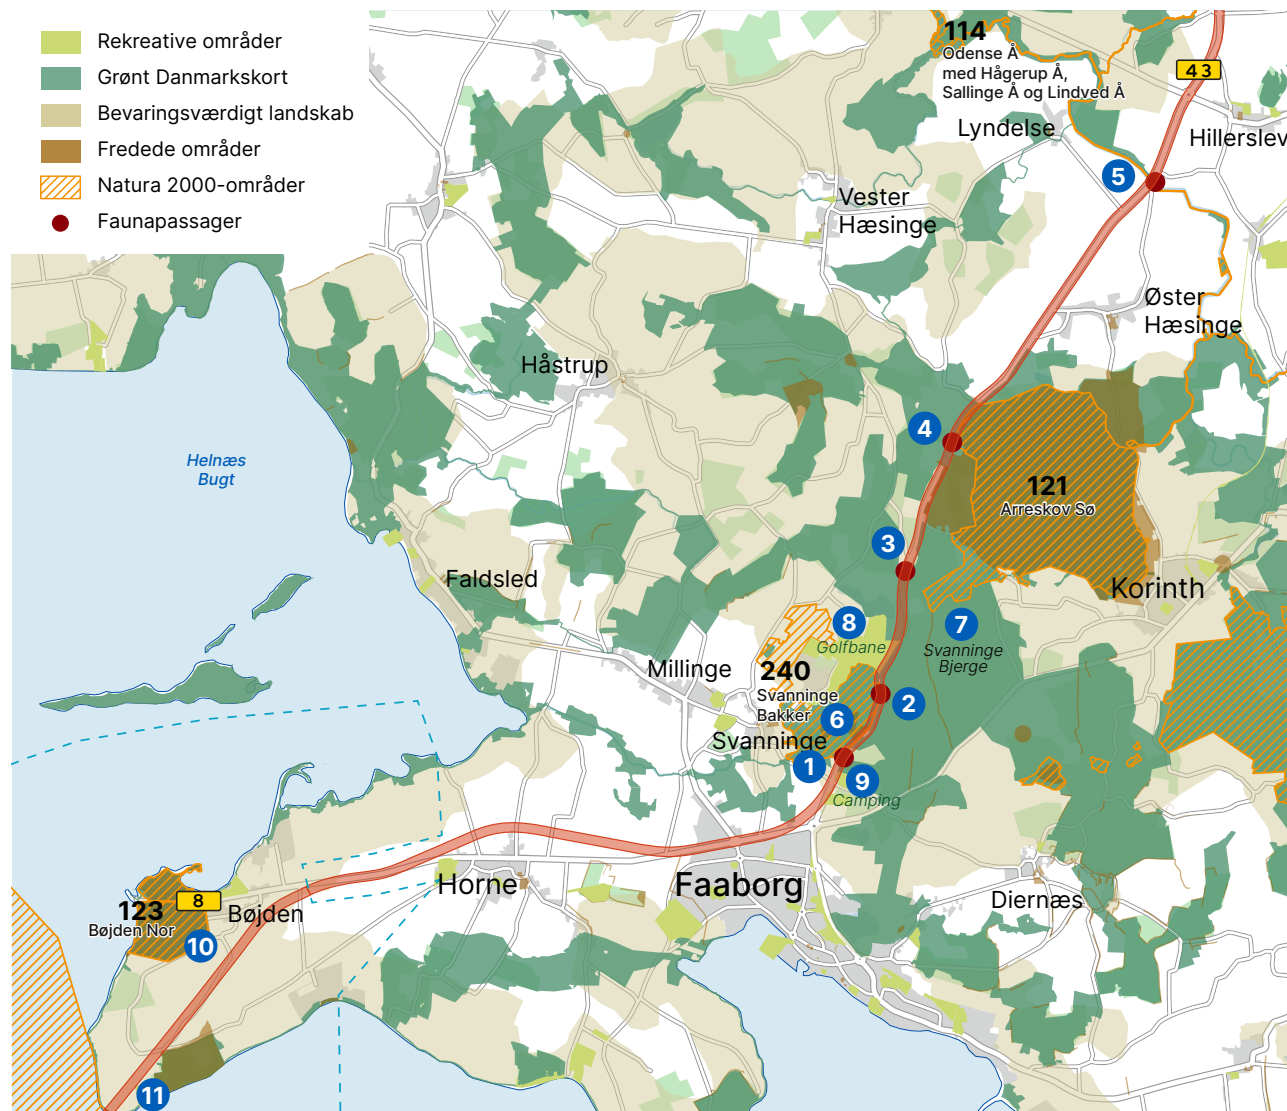 Rekreative områder
Grønt Danmarkskort
Bevaringsværdigt landskab
Fredede områder
Natura 2000-områder
Faunapassager
114
Odense Å
med Hågerup Å,
Sallinge Å og Lindved Å
43
Lyndelse
Hillerslev
5
Vester
Hæsinge
Øster
Hæsinge
Håstrup
4
Helnæs
Bugt
121
Arreskov Sø
3
Faldsled
Korinth
8
Golfbane
7
Svanninge
Bjerge
Millinge
240
Svanninge
Bakker
6
2
Svanninge
1
9
Camping
Horne
Faaborg
Diernæs
8
123
Bøjden Nor
Bøjden
10
11